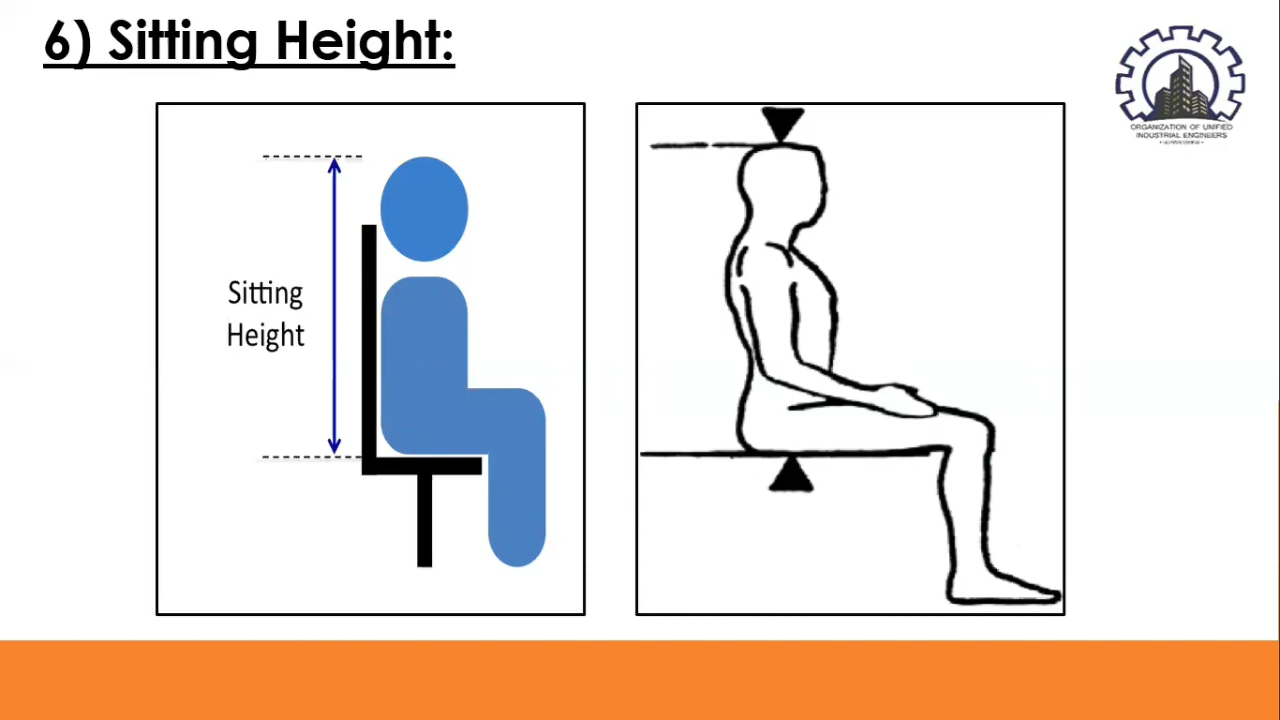 6) Sitting Height:
ORGANIZATION OF UNIFIED
INDUSTRIAL ENGINEERS
Sitting
Height